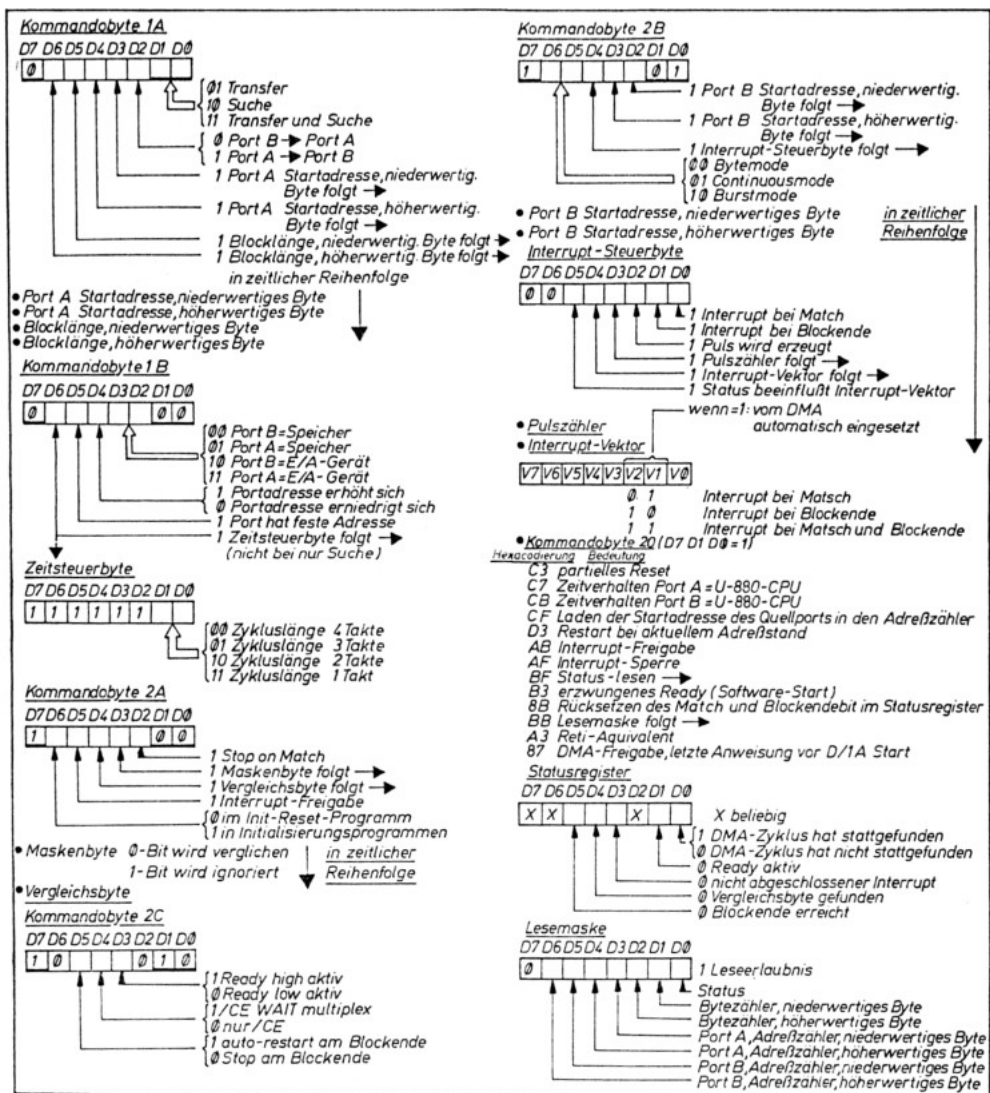 Kommandobyte 1A
D7 D6 D5 D4 D3 D2 D1 DØ
Ø
Ø1 Transfer
1Ø Suche
11 Transfer und Suche
Ø Port B → Port A
1 Port A → Port B
1 Port A Startadresse, niederwertig.
Byte folgt →
1 Port A Startadresse, höherwertig.
Byte folgt →
1 Blocklänge, niederwertig. Byte folgt →
1 Blocklänge, höherwertig. Byte folgt →
in zeitlicher Reihenfolge
• Port A Startadresse, niederwertiges Byte
• Port A Startadresse, höherwertiges Byte
• Blocklänge, niederwertiges Byte
• Blocklänge, höherwertiges Byte
Kommandobyte 1B
D7 D6 D5 D4 D3 D2 D1 DØ
Ø Ø Ø
ØØ Port B = Speicher
Ø1 Port A = Speicher
1Ø Port B = E/A-Gerät
11 Port A = E/A-Gerät
1 Portadresse erhöht sich
Ø Portadresse erniedrigt sich
1 Port hat feste Adresse
1 Zeitsteuerbyte folgt →
(nicht bei nur Suche)
Zeitsteuerbyte
D7 D6 D5 D4 D3 D2 D1 DØ
1 1 1 1 1 1
ØØ Zykluslänge 4 Takte
Ø1 Zykluslänge 3 Takte
10 Zykluslänge 2 Takte
11 Zykluslänge 1 Takt
Kommandobyte 2A
D7 D6 D5 D4 D3 D2 D1 DØ
1 Ø Ø
1 Stop on Match
1 Maskenbyte folgt →
1 Vergleichsbyte folgt →
1 Interrupt-Freigabe
Ø im Init-Reset-Programm
1 in Initialisierungsprogrammen
• Maskenbyte Ø-Bit wird verglichen
1-Bit wird ignoriert
in zeitlicher
Reihenfolge
• Vergleichsbyte
Kommandobyte 2C
D7 D6 D5 D4 D3 D2 D1 DØ
1 Ø Ø 1 Ø
1 Ready high aktiv
Ø Ready low aktiv
1 /CE WAIT multiplex
Ø nur /CE
1 auto-restart am Blockende
Ø Stop am Blockende
Kommandobyte 2B
D7 D6 D5 D4 D3 D2 D1 DØ
1 Ø 1
1 Port B Startadresse, niederwertig.
Byte folgt →
1 Port B Startadresse, höherwertig.
Byte folgt →
1 Interrupt-Steuerbyte folgt →
ØØ Bytemode
Ø1 Continuousmode
1Ø Burstmode
• Port B Startadresse, niederwertiges Byte
• Port B Startadresse, höherwertiges Byte
in zeitlicher
Reihenfolge
Interrupt-Steuerbyte
D7 D6 D5 D4 D3 D2 D1 DØ
Ø Ø
1 Interrupt bei Match
1 Interrupt bei Blockende
1 Puls wird erzeugt
1 Pulszähler folgt →
1 Interrupt-Vektor folgt →
1 Status beeinflußt Interrupt-Vektor
wenn =1: vom DMA
automatisch eingesetzt
• Pulszähler
• Interrupt-Vektor
V7 V6 V5 V4 V3 V2 V1 VØ
Ø 1 Interrupt bei Matsch
1 Ø Interrupt bei Blockende
1 1 Interrupt bei Matsch und Blockende
• Kommandobyte 2D (D7 D1 DØ = 1)
Hexacodierung Bedeutung
C3 partielles Reset
C7 Zeitverhalten Port A = U-880-CPU
CB Zeitverhalten Port B = U-880-CPU
CF Laden der Startadresse des Quellports in den Adreßzähler
D3 Restart bei aktuellem Adreßstand
AB Interrupt-Freigabe
AF Interrupt-Sperre
BF Status-lesen →
B3 erzwungenes Ready (Software-Start)
8B Rücksetzen des Match und Blockendebit im Statusregister
BB Lesemaske folgt →
A3 Reti-Aquivalent
87 DMA-Freigabe, letzte Anweisung vor D/1A Start
Statusregister
D7 D6 D5 D4 D3 D2 D1 DØ
X X X
X beliebig
1 DMA-Zyklus hat stattgefunden
Ø DMA-Zyklus hat nicht stattgefunden
Ø Ready aktiv
Ø nicht abgeschlossener Interrupt
Ø Vergleichsbyte gefunden
Ø Blockende erreicht
Lesemaske
D7 D6 D5 D4 D3 D2 D1 DØ
Ø
1 Leseerlaubnis
Status
Bytezähler, niederwertiges Byte
Bytezähler, höherwertiges Byte
Port A, Adreßzähler, niederwertiges Byte
Port A, Adreßzähler, höherwertiges Byte
Port B, Adreßzähler, niederwertiges Byte
Port B, Adreßzähler, höherwertiges Byte